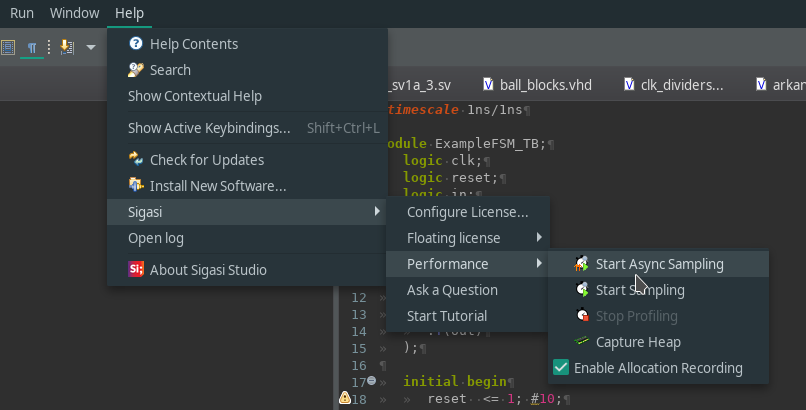 Run Window Help
Help Contents
Search
Show Contextual Help
Show Active Keybindings... Shift+Ctrl+L
Check for Updates
Install New Software...
Sigasi
Open log
Si: About Sigasi Studio
_sv1a_3.sv ball_blocks.vhd clk_dividers... arkan
timescale 1ns/1ns¶
odule·ExampleFSM_TB;¶
logic clk;¶
logic reset;¶
logic in;
Configure License...
Floating license
Performance
Ask a Question
Start Tutorial
Start Async Sampling
Start Sampling
Stop Profiling
Capture Heap
Enable Allocation Recording
12 »
13 »
14 »
15 » );¶
16 ¶
17 » initial begin¶
18 » » reset <= 1; #10;¶